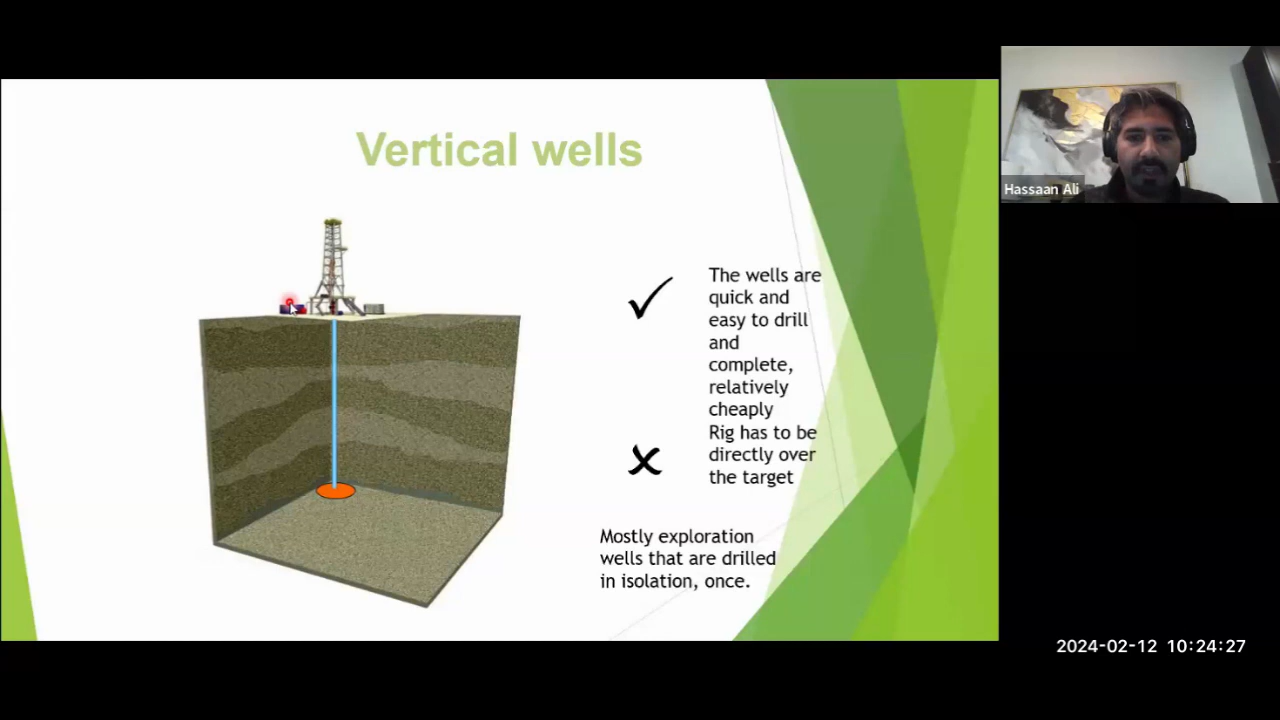 Vertical wells
The wells are
quick and
easy to drill
and
complete,
relatively
cheaply
Rig has to be
directly over
the target
Mostly exploration
wells that are drilled
in isolation, once.
Hassaan Ali
2024-02-12 10:24:27